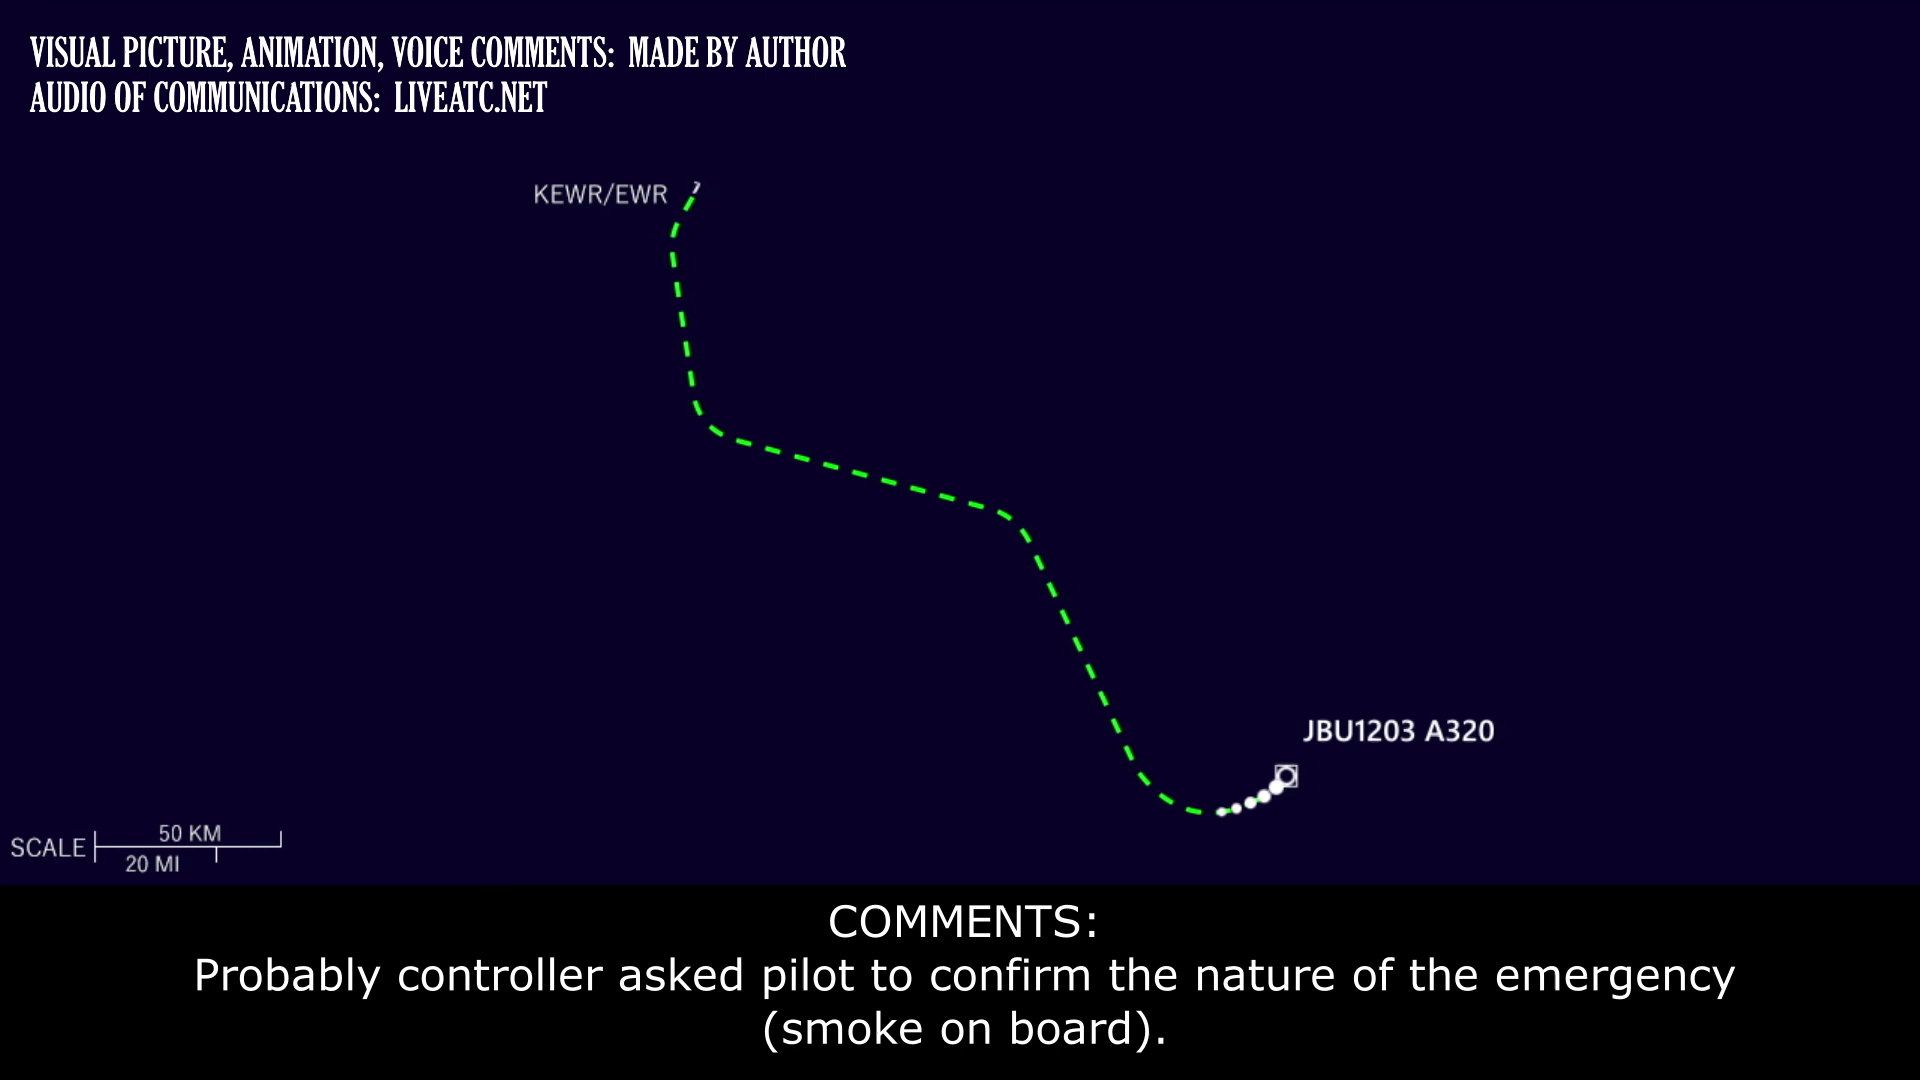 VISUAL PICTURE, ANIMATION, VOICE COMMENTS: MADE BY AUTHOR
AUDIO OF COMMUNICATIONS: LIVEATC.NET
KEWR/EWR
JBU1203 A320
50 KM
SCALE
20 MI
COMMENTS:
Probably controller asked pilot to confirm the nature of the emergency
(smoke on board).